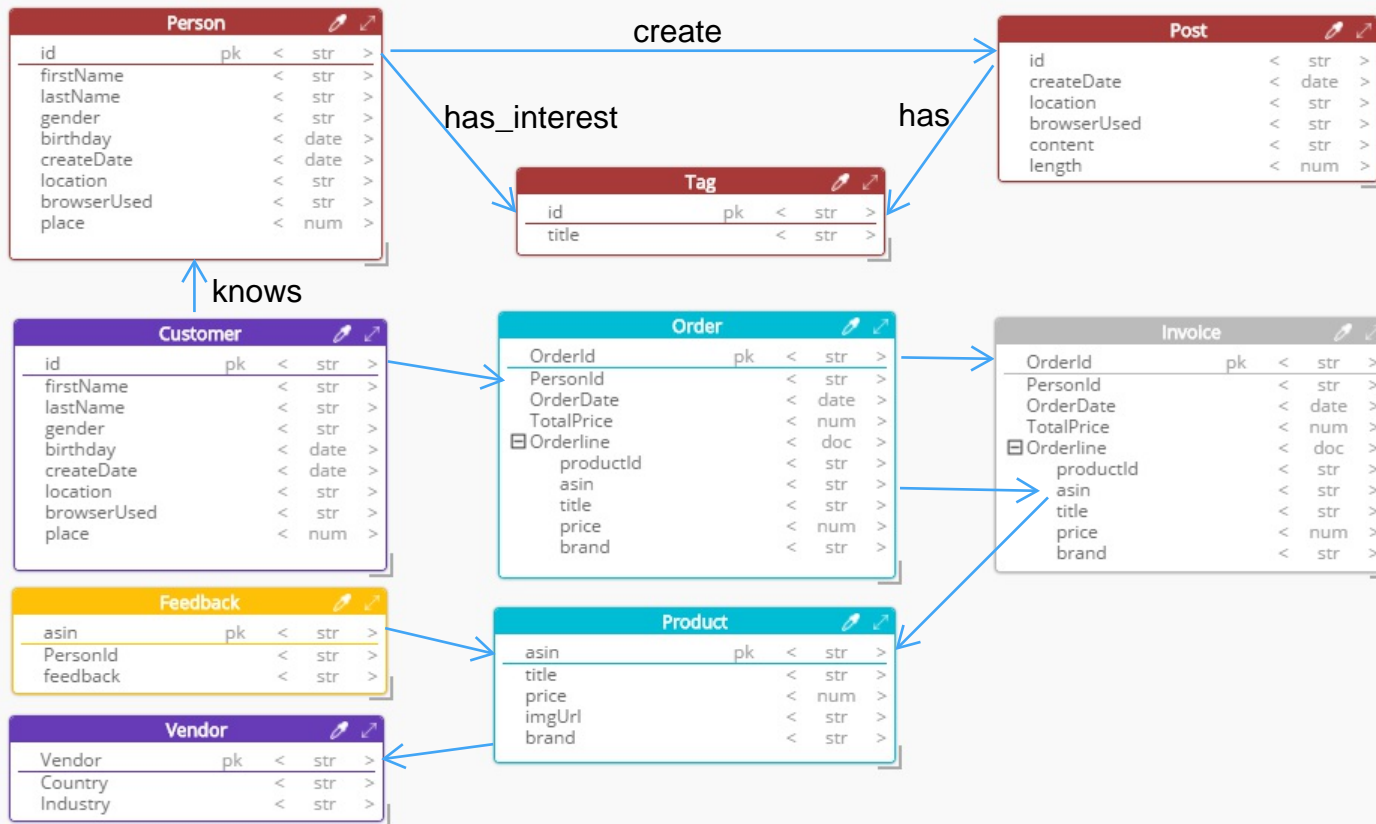 Person
id pk < str >
firstName < str >
lastName < str >
gender < str >
birthday < date >
createDate < date >
location < str >
browserUsed < str >
place < num >
create
has_interest
has
Post
id < str >
createDate < date >
location < str >
browserUsed < str >
content < str >
length < num >
Tag
id pk < str >
title < str >
knows
Customer
id pk < str >
firstName < str >
lastName < str >
gender < str >
birthday < date >
createDate < date >
location < str >
browserUsed < str >
place < num >
Order
OrderId pk < str >
PersonId < str >
OrderDate < date >
TotalPrice < num >
Orderline < doc >
productId < str >
asin < str >
title < str >
price < num >
brand < str >
Invoice
OrderId pk < str >
PersonId < str >
OrderDate < date >
TotalPrice < num >
Orderline < doc >
productId < str >
asin < str >
title < str >
price < num >
brand < str >
Feedback
asin pk < str >
PersonId < str >
feedback < str >
Product
asin pk < str >
title < str >
price < num >
imgUrl < str >
brand < str >
Vendor
Vendor pk < str >
Country < str >
Industry < str >